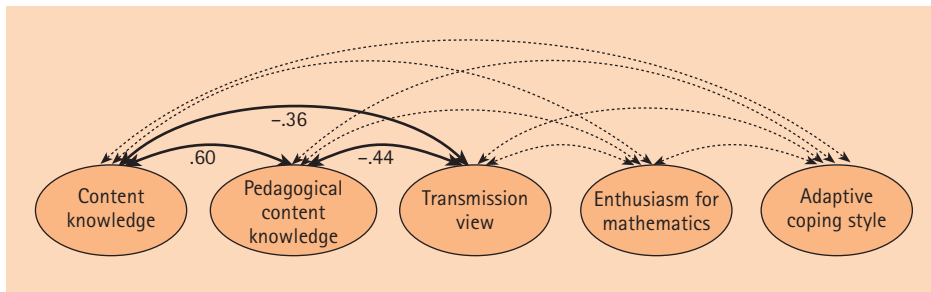 –.36
.60
–.44
Content
knowledge
Pedagogical
content
knowledge
Transmission
view
Enthusiasm for
mathematics
Adaptive
coping style